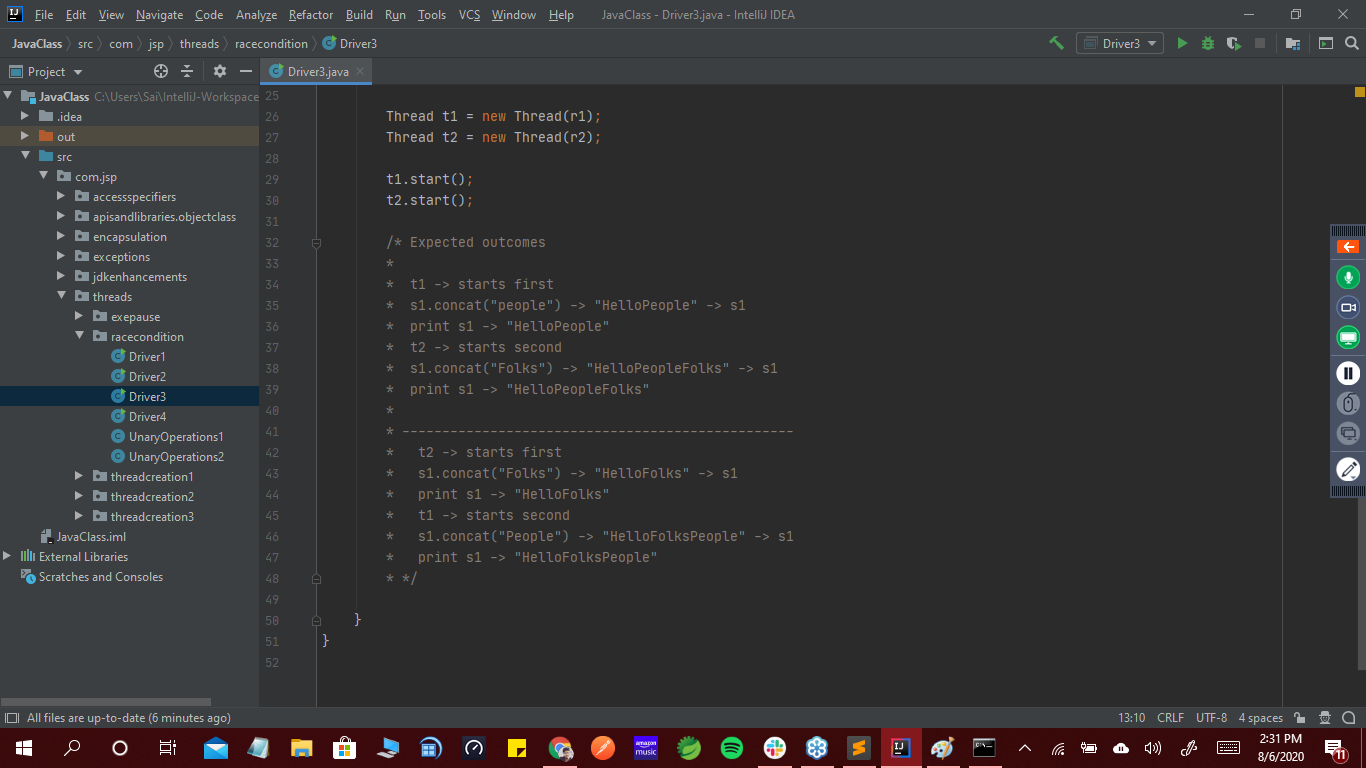 File Edit View Navigate Code Analyze Refactor Build Run Tools VCS Window Help JavaClass - Driver3.java - IntelliJ IDEA
JavaClass src com jsp threads racecondition Driver3 Driver3
Project
Driver3.java
JavaClass C:\Users\Sai\IntelliJ-Workspace
.idea
out
src
com.jsp
accessspecifiers
apisandlibraries.objectclass
encapsulation
exceptions
jdkenhancements
threads
exepause
racecondition
Driver1
Driver2
Driver3
Driver4
UnaryOperations1
UnaryOperations2
threadcreation1
threadcreation2
threadcreation3
JavaClass.iml
External Libraries
Scratches and Consoles
25
26 Thread t1 = new Thread(r1);
27 Thread t2 = new Thread(r2);
28
29 t1.start();
30 t2.start();
31
32 /* Expected outcomes
33 *
34 * t1 -> starts first
35 * s1.concat("people") -> "HelloPeople" -> s1
36 * print s1 -> "HelloPeople"
37 * t2 -> starts second
38 * s1.concat("Folks") -> "HelloPeopleFolks" -> s1
39 * print s1 -> "HelloPeopleFolks"
40 *
41 * -------------------------------------------------
42 * t2 -> starts first
43 * s1.concat("Folks") -> "HelloFolks" -> s1
44 * print s1 -> "HelloFolks"
45 * t1 -> starts second
46 * s1.concat("People") -> "HelloFolksPeople" -> s1
47 * print s1 -> "HelloFolksPeople"
48 * */
49
50 }
51 }
52
All files are up-to-date (6 minutes ago) 13:10 CRLF UTF-8 4 spaces
amazon music
2:31 PM
8/6/2020
11